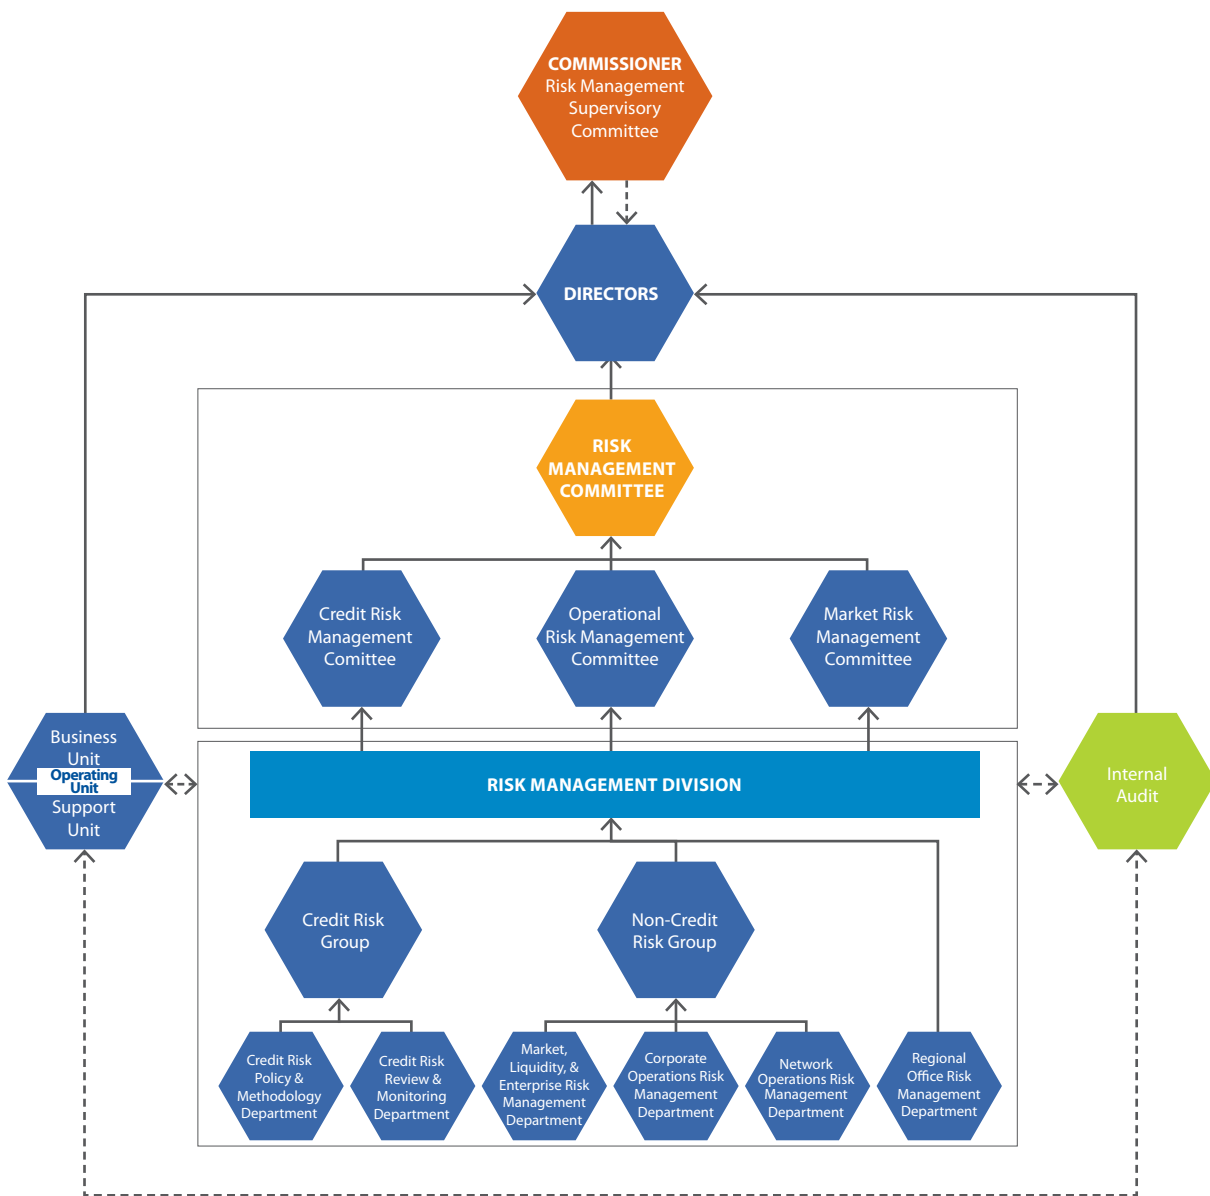 COMMISSIONER
Risk Management
Supervisory
Committee
DIRECTORS
RISK
MANAGEMENT
COMMITTEE
Credit Risk
Management
Comittee
Operational
Risk Management
Committee
Market Risk
Management
Committee
Business
Unit
Operating
Unit
Support
Unit
RISK MANAGEMENT DIVISION
Internal
Audit
Credit Risk
Group
Non-Credit
Risk Group
Credit Risk
Policy &
Methodology
Department
Credit Risk
Review &
Monitoring
Department
Market,
Liquidity, &
Enterprise Risk
Management
Department
Corporate
Operations Risk
Management
Department
Network
Operations Risk
Management
Department
Regional
Office Risk
Management
Department